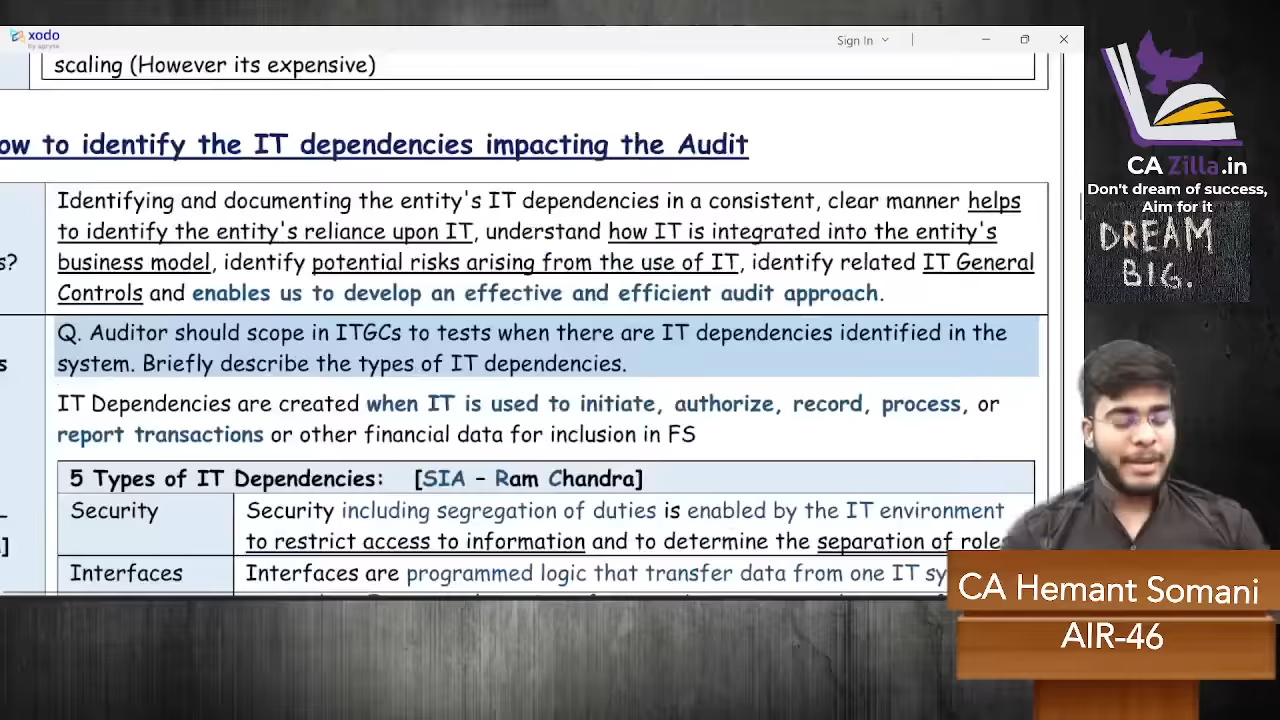 xodo
by apryse
Sign In
scaling (However its expensive)
ow to identify the IT dependencies impacting the Audit
Identifying and documenting the entity's IT dependencies in a consistent, clear manner helps
to identify the entity's reliance upon IT, understand how IT is integrated into the entity's
s?
business model, identify potential risks arising from the use of IT, identify related IT General
Controls and enables us to develop an effective and efficient audit approach.
Q. Auditor should scope in ITGCs to tests when there are IT dependencies identified in the
s
system. Briefly describe the types of IT dependencies.
IT Dependencies are created when IT is used to initiate, authorize, record, process, or
report transactions or other financial data for inclusion in FS
5 Types of IT Dependencies: [SIA – Ram Chandra]
Security
Security including segregation of duties is enabled by the IT environment
to restrict access to information and to determine the separation of role
Interfaces
Interfaces are programmed logic that transfer data from one IT sy
CA Zilla.in
Don't dream of success,
Aim for it
DREAM
BIG.
CA Hemant Somani
AIR-46